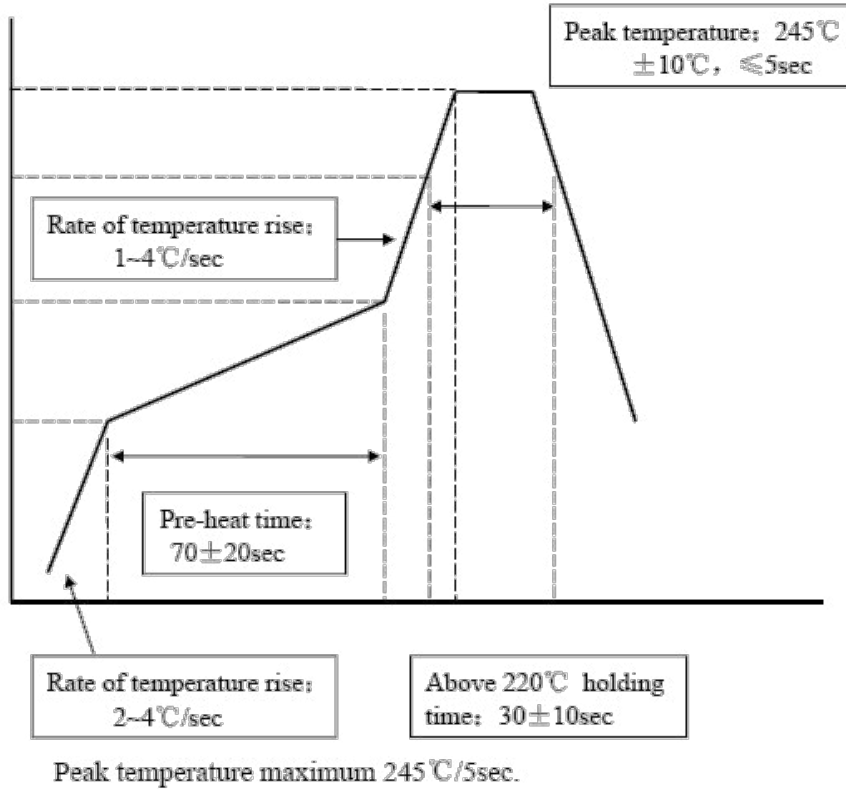 Peak temperature：245℃
±10℃，≤5sec
Rate of temperature rise：
1~4℃/sec
Pre-heat time：
70±20sec
Rate of temperature rise：
2~4℃/sec
Above 220℃ holding
time：30±10sec
Peak temperature maximum 245℃/5sec.